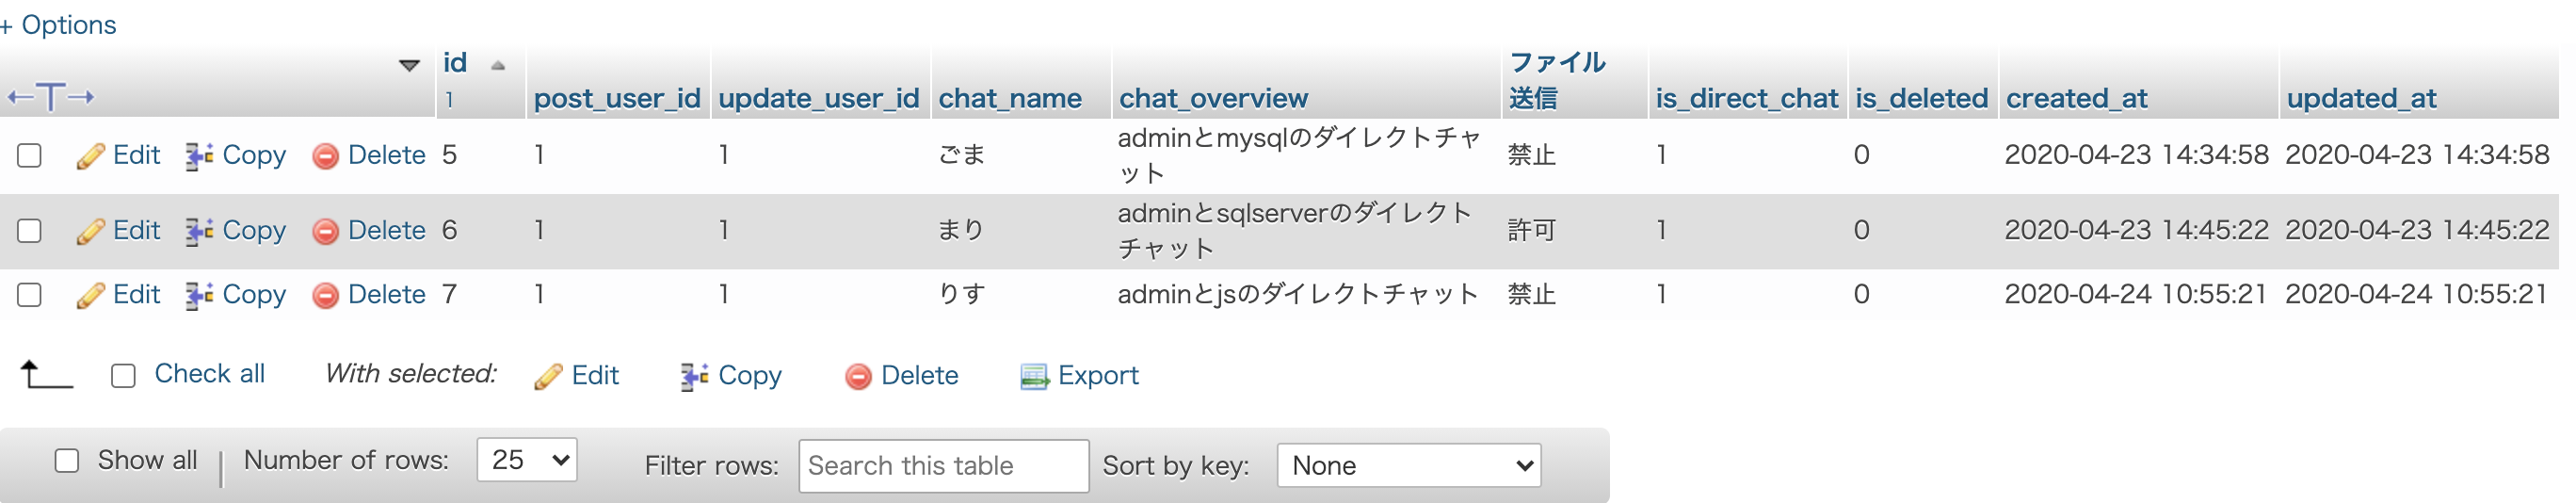 + Options
id
1
post_user_id update_user_id chat_name chat_overview ファイル送信 is_direct_chat is_deleted created_at updated_at
Edit Copy Delete 5 1 1 ごま adminとmysqlのダイレクトチャット 禁止 1 0 2020-04-23 14:34:58 2020-04-23 14:34:58
Edit Copy Delete 6 1 1 まり adminとsqlserverのダイレクトチャット 許可 1 0 2020-04-23 14:45:22 2020-04-23 14:45:22
Edit Copy Delete 7 1 1 りす adminとjsのダイレクトチャット 禁止 1 0 2020-04-24 10:55:21 2020-04-24 10:55:21
Check all With selected: Edit Copy Delete Export
Show all Number of rows: 25 Filter rows: Search this table Sort by key: None